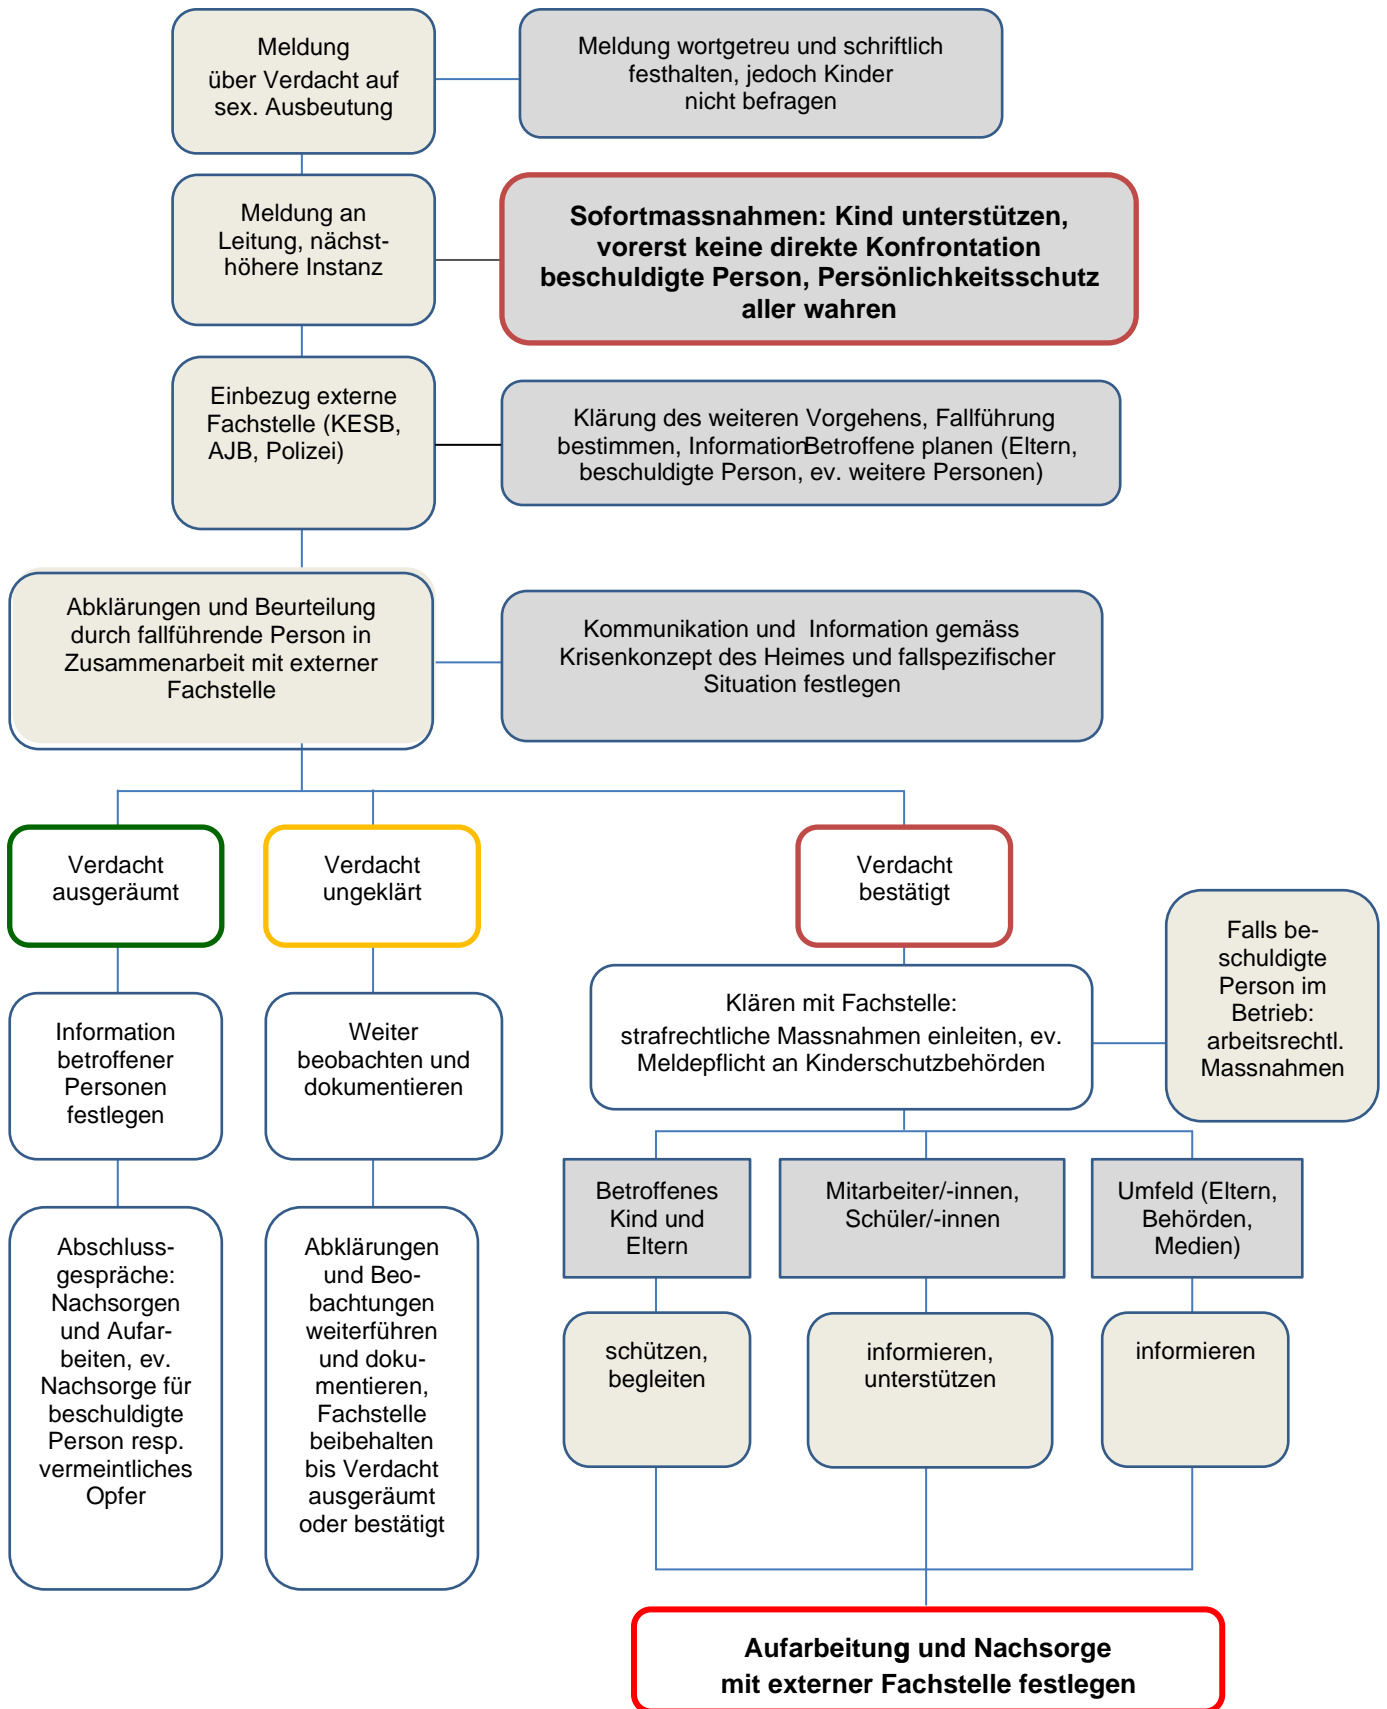 Meldung
über Verdacht auf
sex. Ausbeutung
Meldung wortgetreu und schriftlich
festhalten, jedoch Kinder
nicht befragen
Meldung an
Leitung, nächst-
höhere Instanz
Sofortmassnahmen: Kind unterstützen,
vorerst keine direkte Konfrontation
beschuldigte Person, Persönlichkeitsschutz
aller wahren
Einbezug externe
Fachstelle (KESB,
AJB, Polizei)
Klärung des weiteren Vorgehens, Fallführung
bestimmen, InformationBetroffene planen (Eltern,
beschuldigte Person, ev. weitere Personen)
Abklärungen und Beurteilung
durch fallführende Person in
Zusammenarbeit mit externer
Fachstelle
Kommunikation und Information gemäss
Krisenkonzept des Heimes und fallspezifischer
Situation festlegen
Verdacht
ausgeräumt
Verdacht
ungeklärt
Verdacht
bestätigt
Falls be-
schuldigte
Person im
Betrieb:
arbeitsrechtl.
Massnahmen
Information
betroffener
Personen
festlegen
Weiter
beobachten und
dokumentieren
Klären mit Fachstelle:
strafrechtliche Massnahmen einleiten, ev.
Meldepflicht an Kinderschutzbehörden
Abschluss-
gespräche:
Nachsorgen
und Aufar-
beiten, ev.
Nachsorge für
beschuldigte
Person resp.
vermeintliches
Opfer
Abklärungen
und Beo-
bachtungen
weiterführen
und doku-
mentieren,
Fachstelle
beibehalten
bis Verdacht
ausgeräumt
oder bestätigt
Betroffenes
Kind und
Eltern
Mitarbeiter/-innen,
Schüler/-innen
Umfeld (Eltern,
Behörden,
Medien)
schützen,
begleiten
informieren,
unterstützen
informieren
Aufarbeitung und Nachsorge
mit externer Fachstelle festlegen